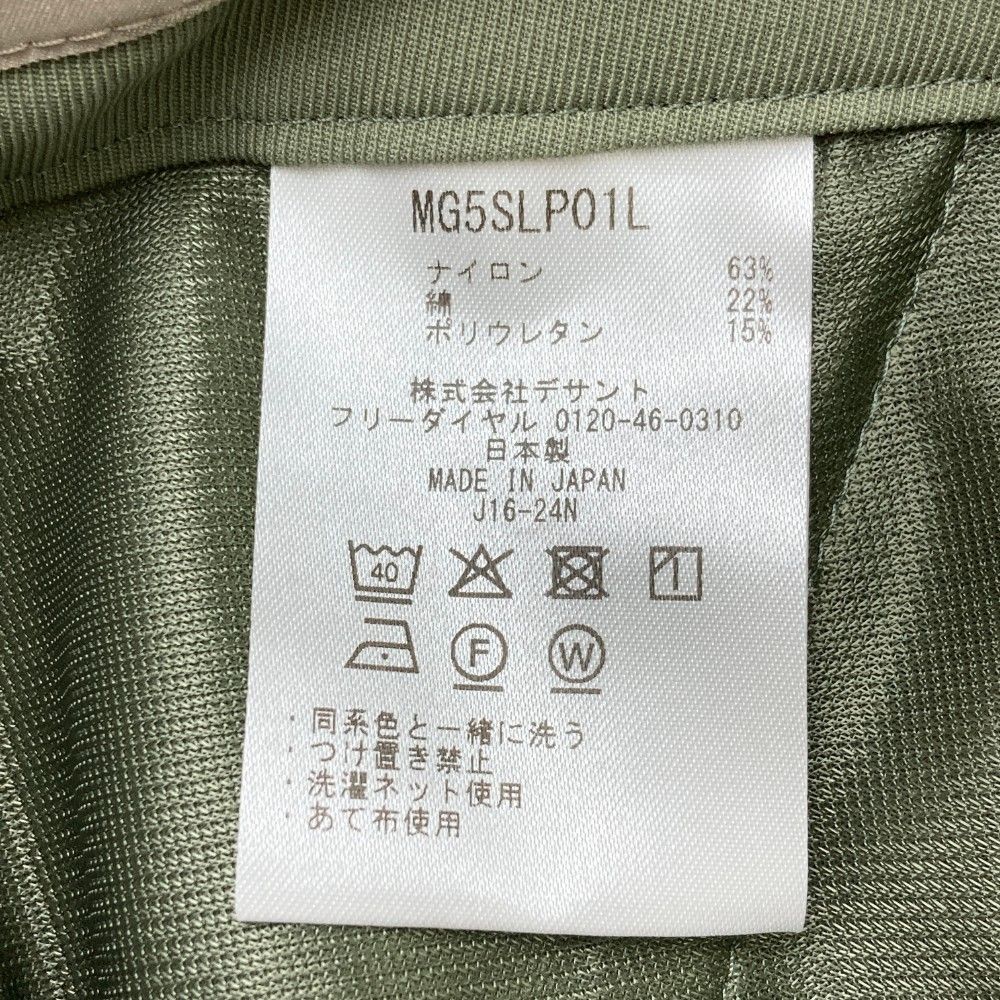 MG5SLP01L
ナイロン 63%
綿 22%
ポリウレタン 15%
株式会社デサント
フリーダイヤル 0120-46-0310
日本製
MADE IN JAPAN
J16-24N
40
F W
・同系色と一緒に洗う
・つけ置き禁止
・洗濯ネット使用
・あて布使用